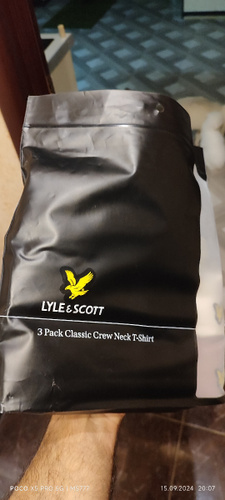 LYLE & SCOTT
3 Pack Classic Crew Neck T-Shirt
15.09.2024 20:07